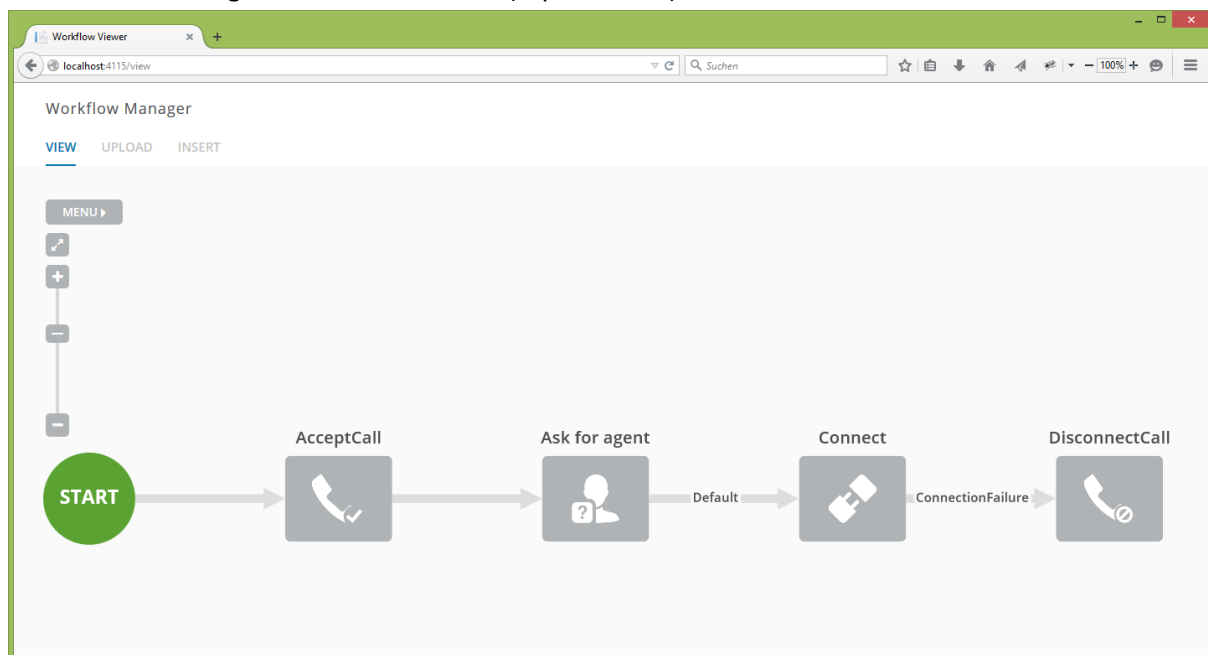 Workflow Viewer
localhost:4115/view
Suchen
100%
Workflow Manager
VIEW UPLOAD INSERT
MENU
AcceptCall Ask for agent Connect DisconnectCall
START Default ConnectionFailure